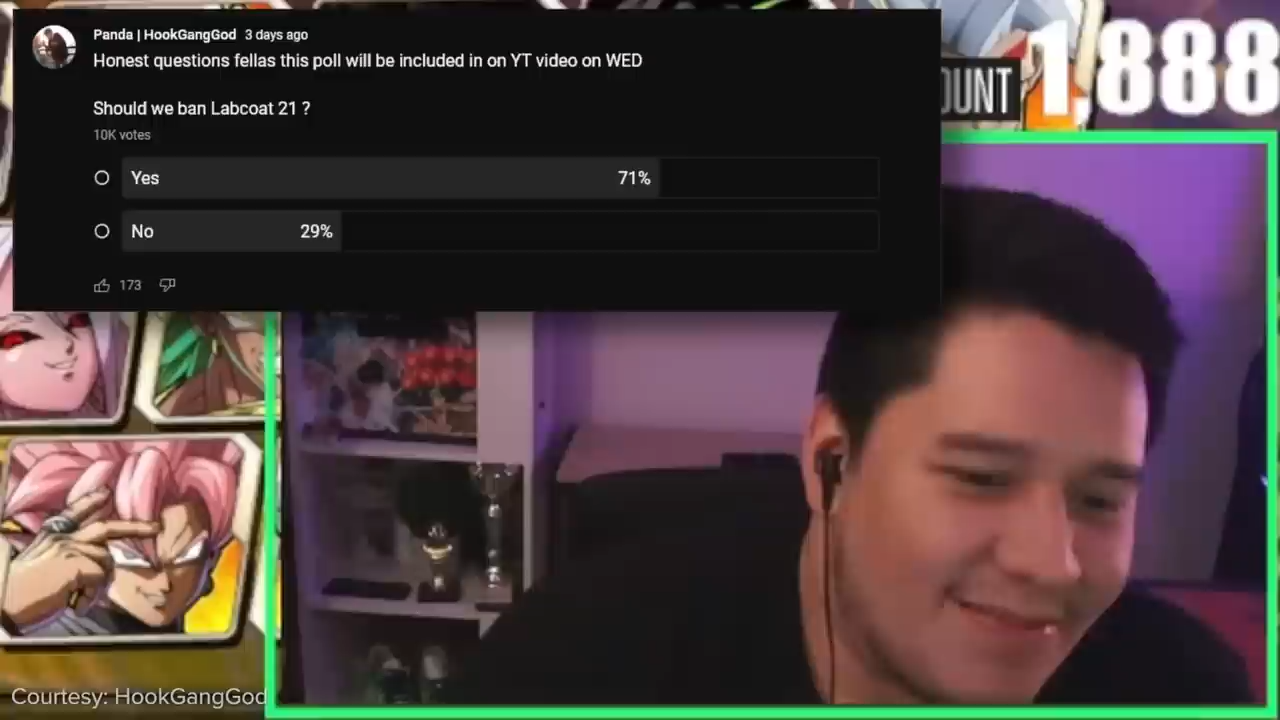 Panda | HookGangGod 3 days ago
Honest questions fellas this poll will be included in on YT video on WED
Should we ban Labcoat 21 ?
10K votes
Yes 71%
No 29%
173
OUNT 1,888
Courtesy: HookGangGod